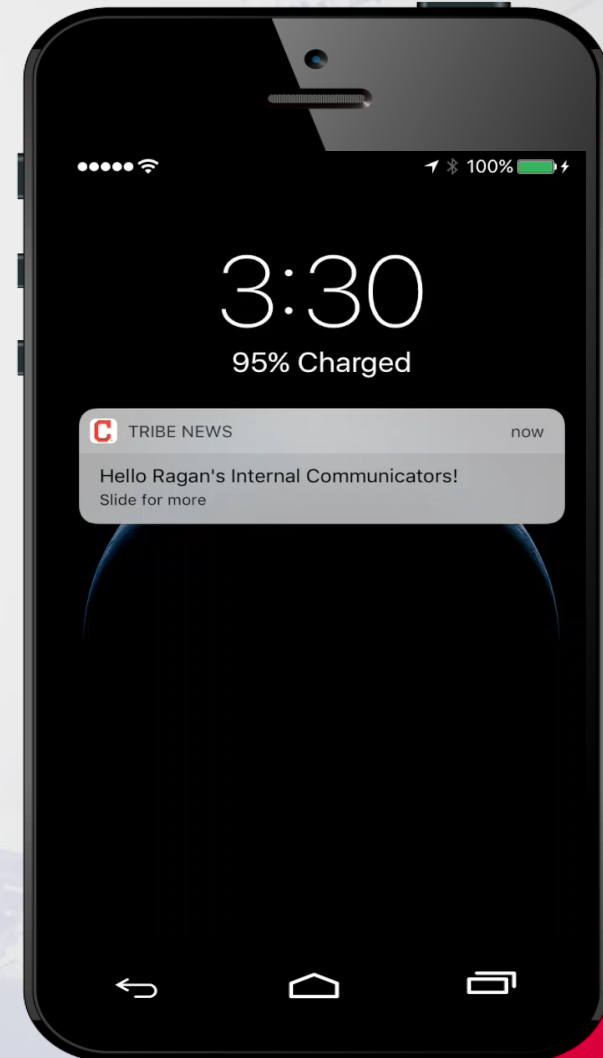 100%
3:30
95% Charged
C TRIBE NEWS now
Hello Ragan's Internal Communicators!
Slide for more